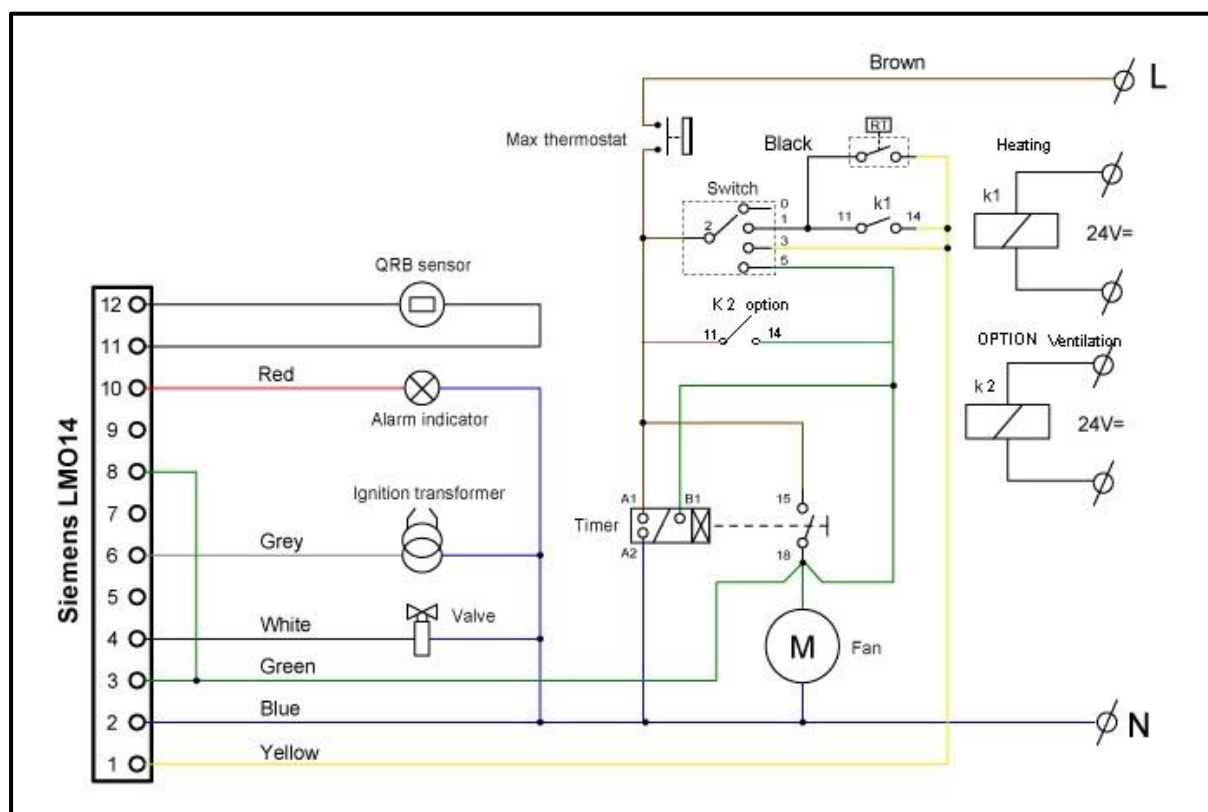 Brown
L
RT
Max thermostat
Black
Heating
Switch
0
k1
k1
2
1
11
14
24V=
3
QRB sensor
5
12
K 2 option
11
11
14
OPTION Ventilation
Red
10
k 2
Alarm indicator
9
24V=
8
Siemens LMO14
Ignition transformer
A1
B1
15
7
Timer
Grey
A2
6
18
5
White
Valve
4
M
Fan
Green
3
Blue
2
N
Yellow
1